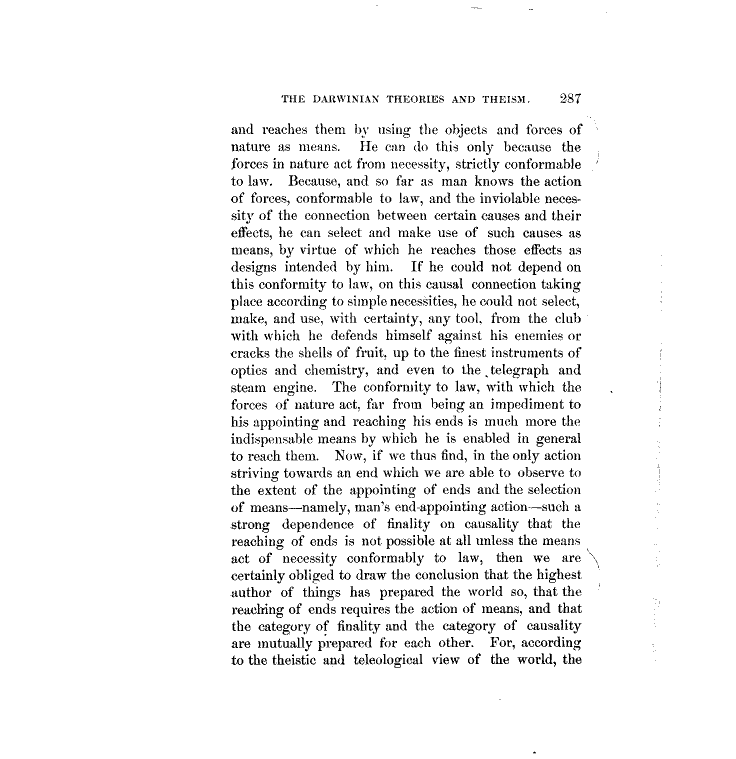 THE DARWINIAN THEORIES AND THEISM. 287
and reaches them by using the objects and forces of
nature as means. He can do this only because the
forces in nature act from necessity, strictly conformable
to law. Because, and so far as man knows the action
of forces, conformable to law, and the inviolable neces-
sity of the connection between certain causes and their
effects, he can select and make use of such causes as
means, by virtue of which he reaches those effects as
designs intended by him. If he could not depend on
this conformity to law, on this causal connection taking
place according to simple necessities, he could not select,
make, and use, with certainty, any tool, from the club
with which he defends himself against his enemies or
cracks the shells of fruit, up to the finest instruments of
optics and chemistry, and even to the telegraph and
steam engine. The conformity to law, with which the
forces of nature act, far from being an impediment to
his appointing and reaching his ends is much more the
indispensable means by which he is enabled in general
to reach them. Now, if we thus find, in the only action
striving towards an end which we are able to observe to
the extent of the appointing of ends and the selection
of means—namely, man's end-appointing action—such a
strong dependence of finality on causality that the
reaching of ends is not possible at all unless the means
act of necessity conformably to law, then we are
certainly obliged to draw the conclusion that the highest
author of things has prepared the world so, that the
reaching of ends requires the action of means, and that
the category of finality and the category of causality
are mutually prepared for each other. For, according
to the theistic and teleological view of the world, the